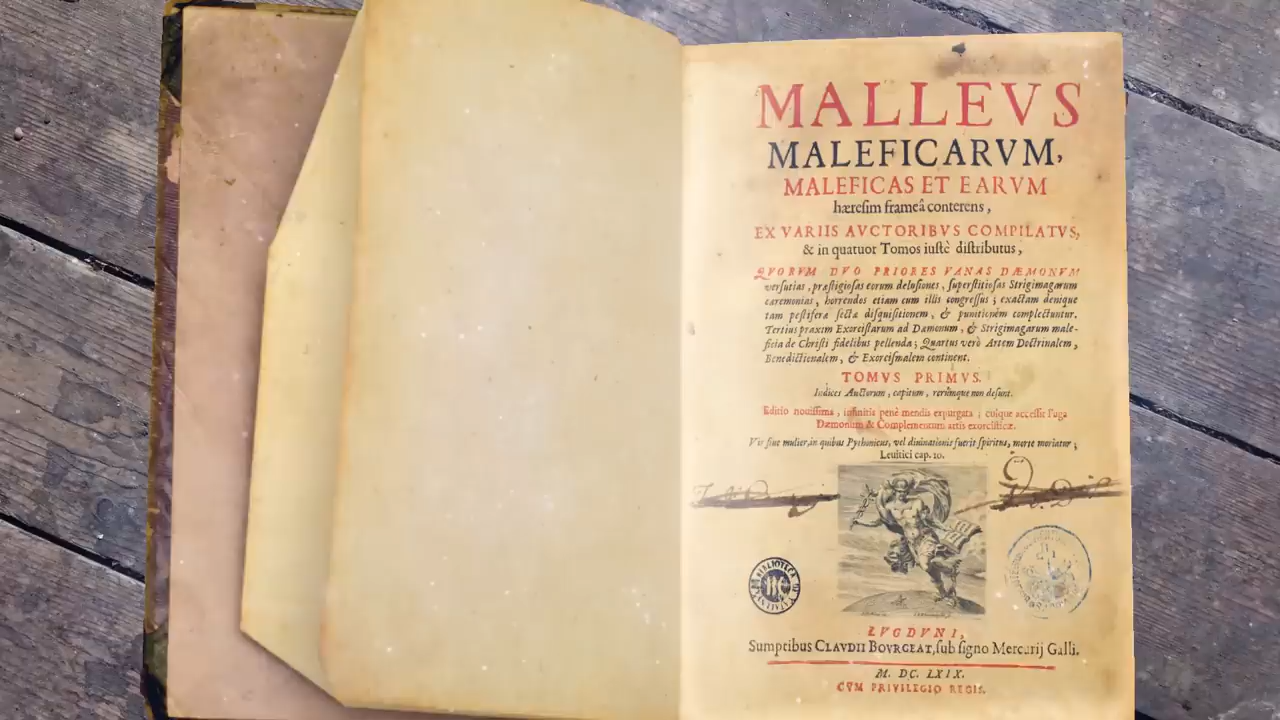 MALLEVS
MALEFICARVM,
MALEFICAS ET EARVM
hæresim frameâ conterens,
EX VARIIS AVCTORIBVS COMPILATVS,
& in quatuor Tomos iustè distributus,
QVORVM DVO PRIORES VANAS DÆMONVM
versutias, præstigiosas eorum delusiones, superstitiosas Strigimagarum
cæremonias, horrendos etiam cum illis congressus; exactam denique
tam pestiferæ sectæ disquisitionem, & punitionem complectuntur.
Tertius praxim Exorcistarum ad Dæmonum, & Strigimagarum male-
ficia de Christi fidelibus pellenda; Quartus verò Artem Doctrinalem,
Benedictionalem, & Exorcismalem continent.
TOMVS PRIMVS.
Indices Auctorum, capitum, rerúmque non desunt.
Editio nouissima, infinitis penè mendis expurgata; cuique accessit Fuga
Dæmonum & Complementum artis exorcisticæ.
Vir siue mulier, in quibus Pythonicus, vel diuinationis fuerit spiritus, morte moriatur;
Leuitici cap. 10.
LVGDVNI,
Sumptibus CLAVDII BOVRGEAT, sub signo Mercurij Galli.
M. DC. LXIX.
CVM PRIVILEGIO REGIS.